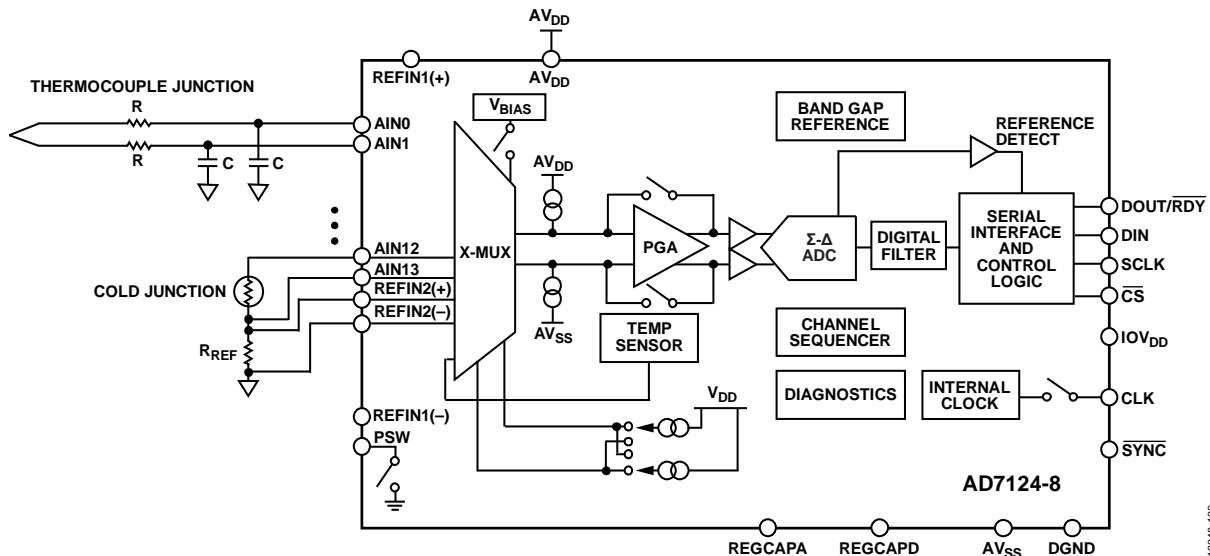 AVDD
REFIN1(+)
AVDD
THERMOCOUPLE JUNCTION
R
R
C
C
AIN0
AIN1
VBIAS
BAND GAP
REFERENCE
REFERENCE
DETECT
AVDD
X-MUX
PGA
Σ-Δ
ADC
DIGITAL
FILTER
SERIAL
INTERFACE
AND
CONTROL
LOGIC
DOUT/RDY
DIN
SCLK
CS
AIN12
AIN13
REFIN2(+)
REFIN2(–)
COLD JUNCTION
RREF
AVSS
TEMP
SENSOR
CHANNEL
SEQUENCER
IOVDD
DIAGNOSTICS
INTERNAL
CLOCK
CLK
VDD
REFIN1(–)
PSW
SYNC
AD7124-8
REGCAPA
REGCAPD
AVSS
DGND